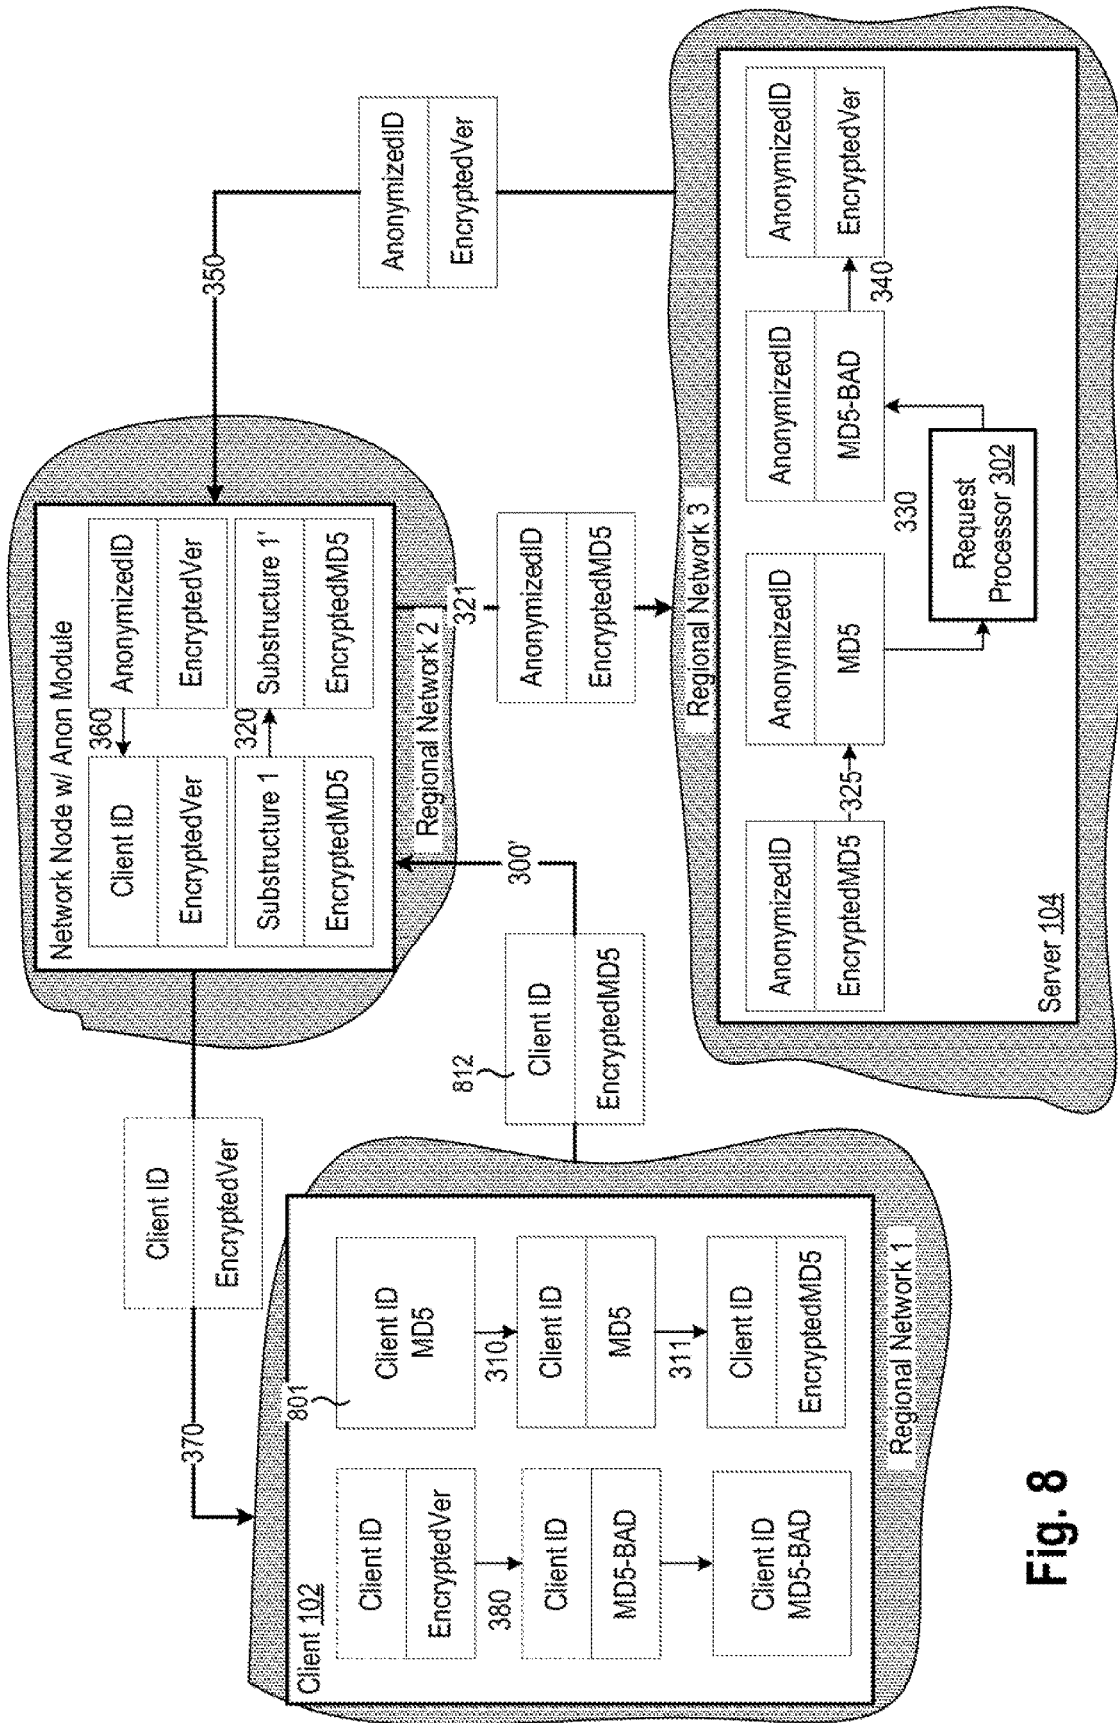 Network Node w/ Anon Module
Client ID
EncryptedVer
360
AnonymizedID
EncryptedVer
Substructure 1
EncryptedMD5
320
Substructure 1'
EncryptedMD5
Regional Network 2
370
Client ID
EncryptedVer
350
AnonymizedID
EncryptedVer
Client 102
Client ID
EncryptedVer
380
Client ID
MD5-BAD
Client ID
MD5-BAD
801
Client ID
MD5
310
Client ID
MD5
311
Client ID
EncryptedMD5
Regional Network 1
812
Client ID
EncryptedMD5
300'
321
AnonymizedID
EncryptedMD5
Regional Network 3
AnonymizedID
EncryptedMD5
325
AnonymizedID
MD5
330
Request
Processor 302
AnonymizedID
MD5-BAD
340
AnonymizedID
EncryptedVer
Server 104
Fig. 8